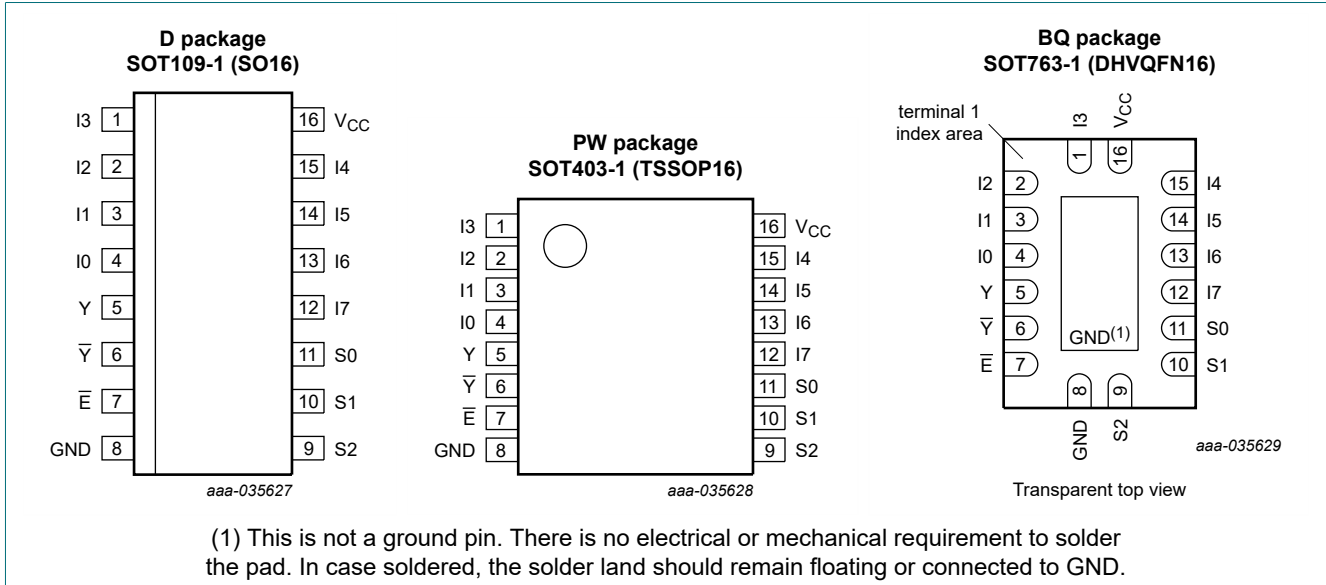 D package
SOT109-1 (SO16)
I3 1
I2 2
I1 3
I0 4
Y 5
Y̅ 6
E̅ 7
GND 8
16 VCC
15 I4
14 I5
13 I6
12 I7
11 S0
10 S1
9 S2
aaa-035627
PW package
SOT403-1 (TSSOP16)
I3 1
I2 2
I1 3
I0 4
Y 5
Y̅ 6
E̅ 7
GND 8
16 VCC
15 I4
14 I5
13 I6
12 I7
11 S0
10 S1
9 S2
aaa-035628
BQ package
SOT763-1 (DHVQFN16)
terminal 1
index area
I3
VCC
1
16
I2 2
I1 3
I0 4
Y 5
Y̅ 6
E̅ 7
15 I4
14 I5
13 I6
12 I7
11 S0
10 S1
GND(1)
8
9
GND
S2
aaa-035629
Transparent top view
(1) This is not a ground pin. There is no electrical or mechanical requirement to solder
the pad. In case soldered, the solder land should remain floating or connected to GND.